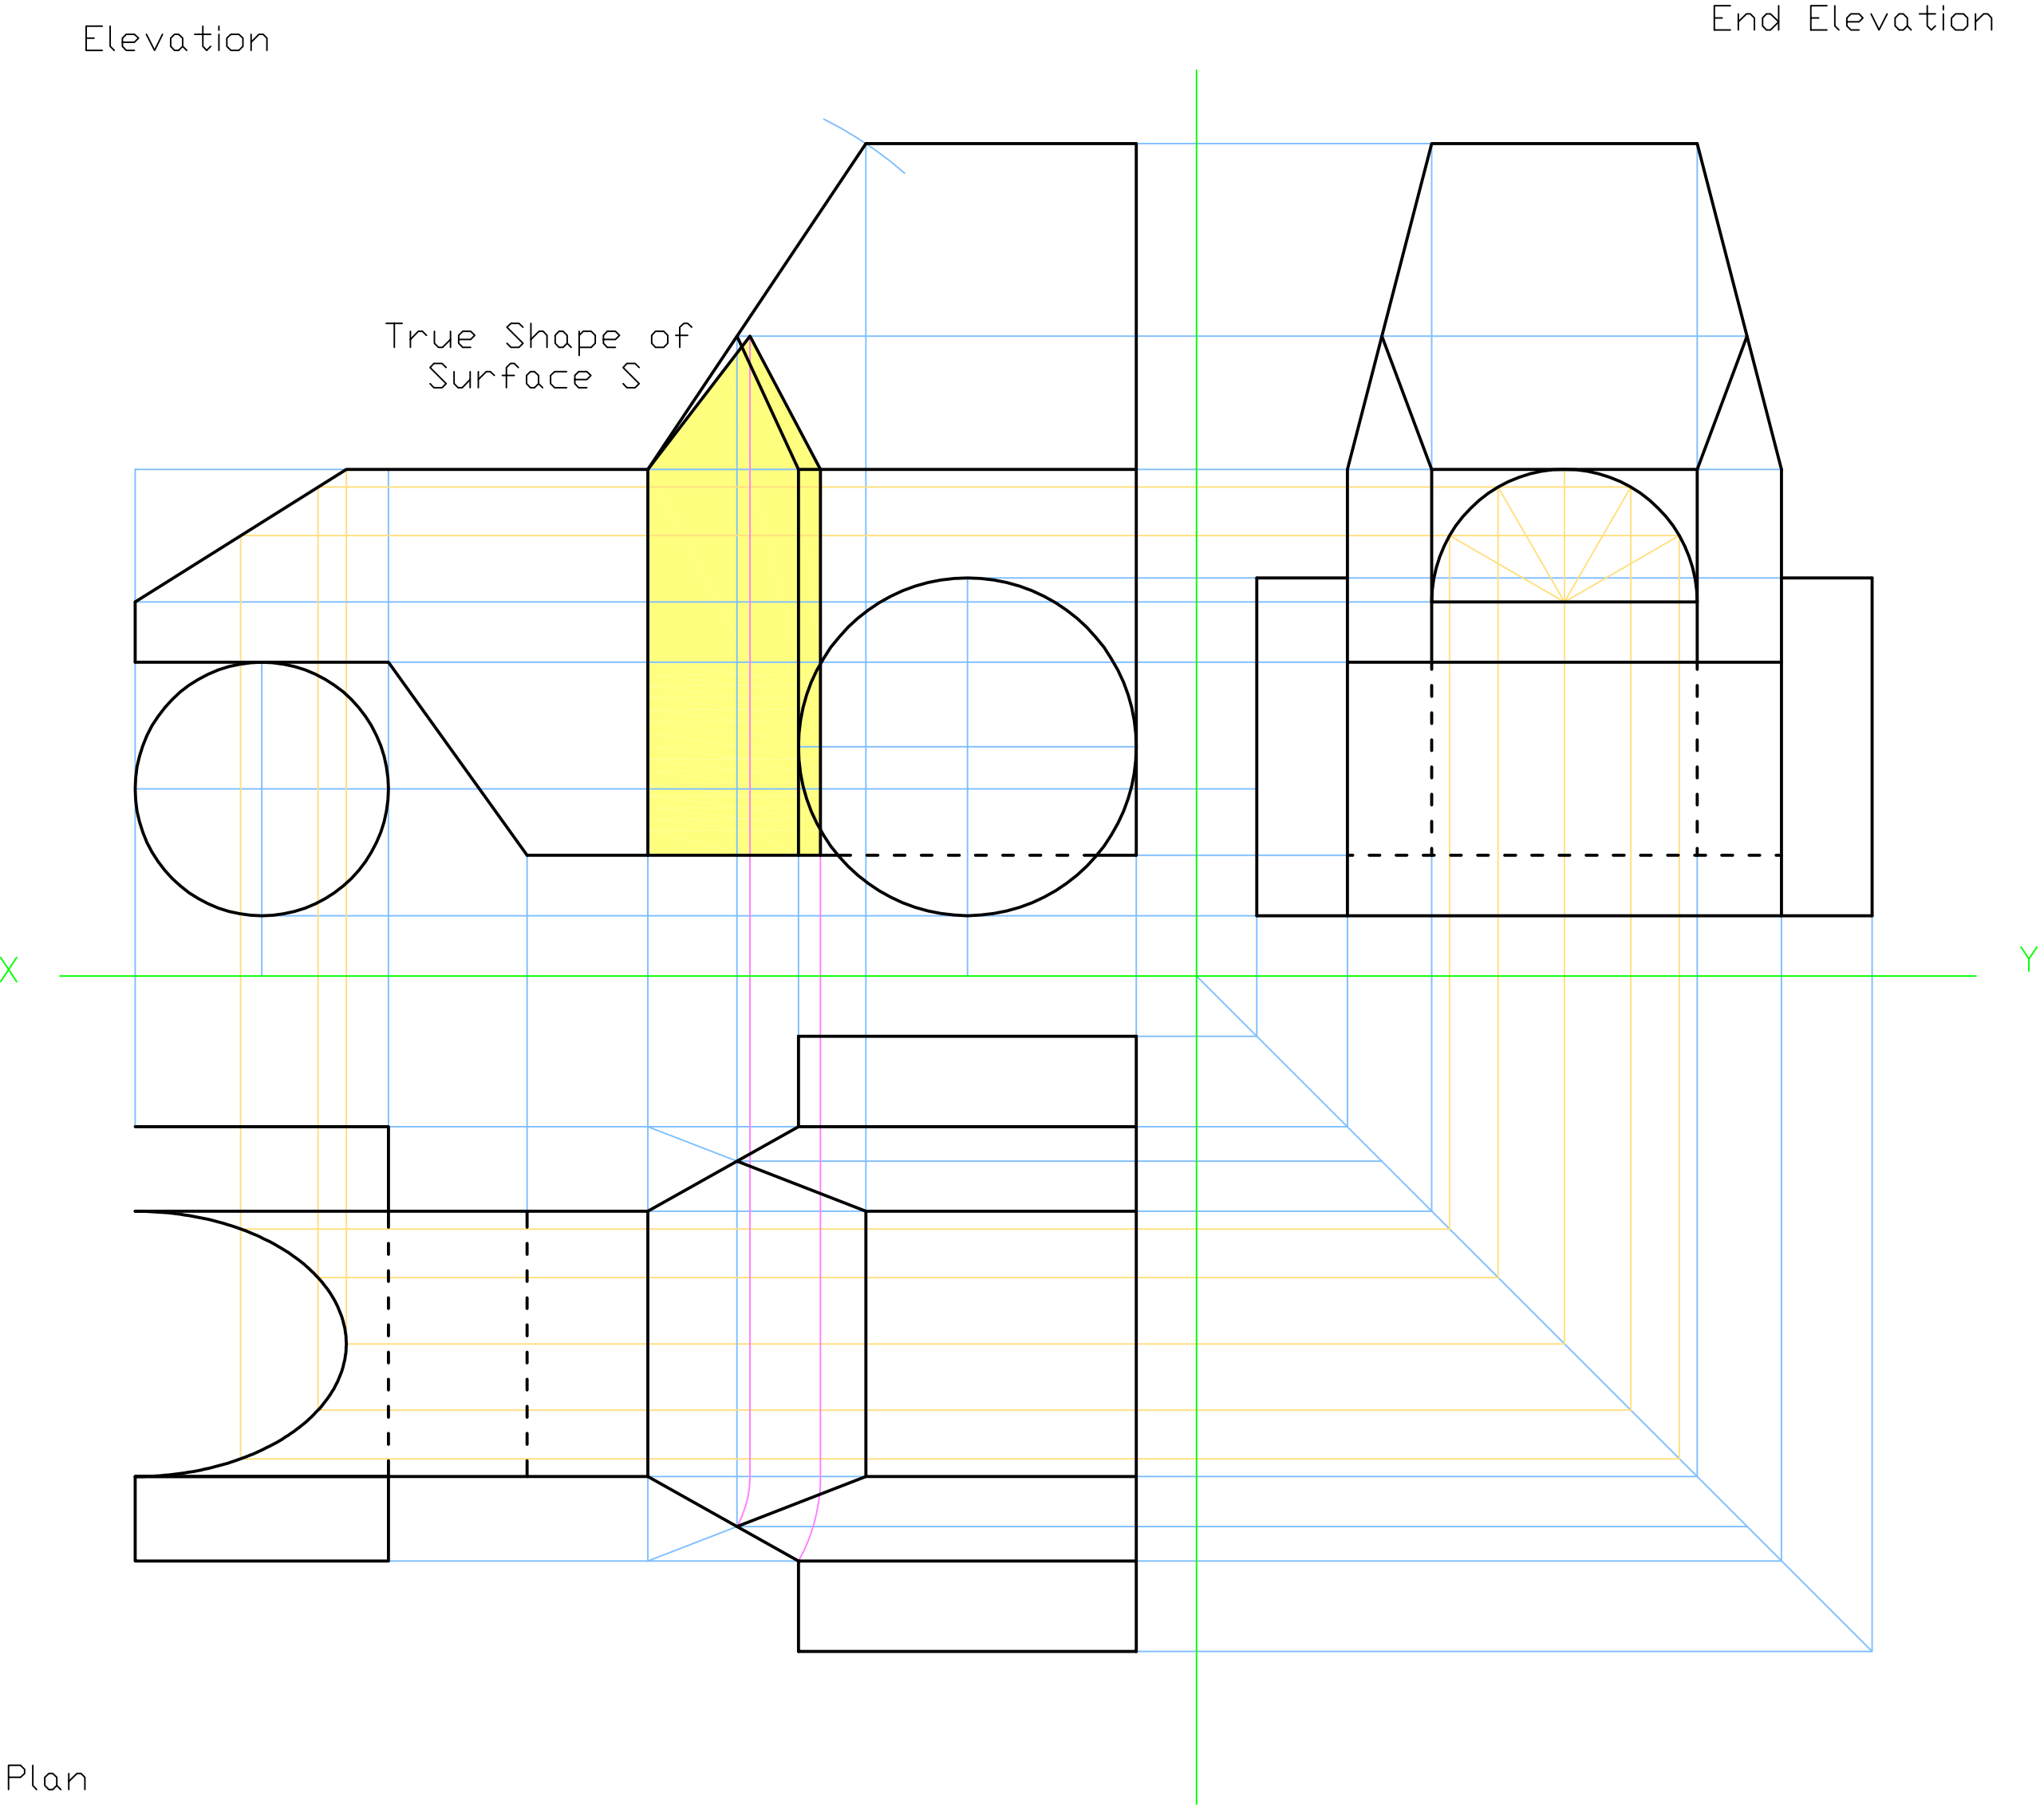 Elevation
End Elevation
True Shape of
Surface S
X
Y
Plan